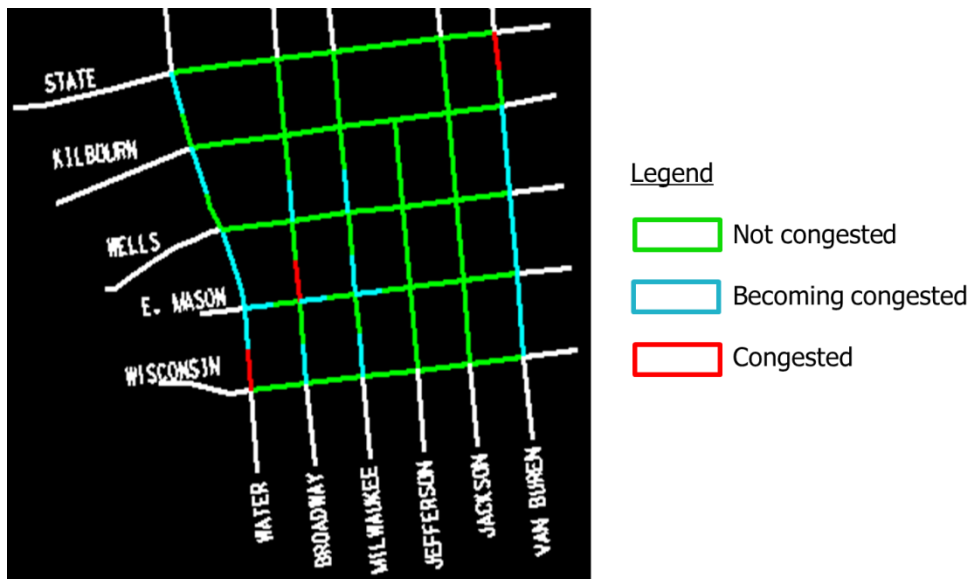 STATE
KILBOURN
WELLS
E. MASON
WISCONSIN
WATER
BROADWAY
MILWAUKEE
JEFFERSON
JACKSON
VAN BUREN
Legend
Not congested
Becoming congested
Congested